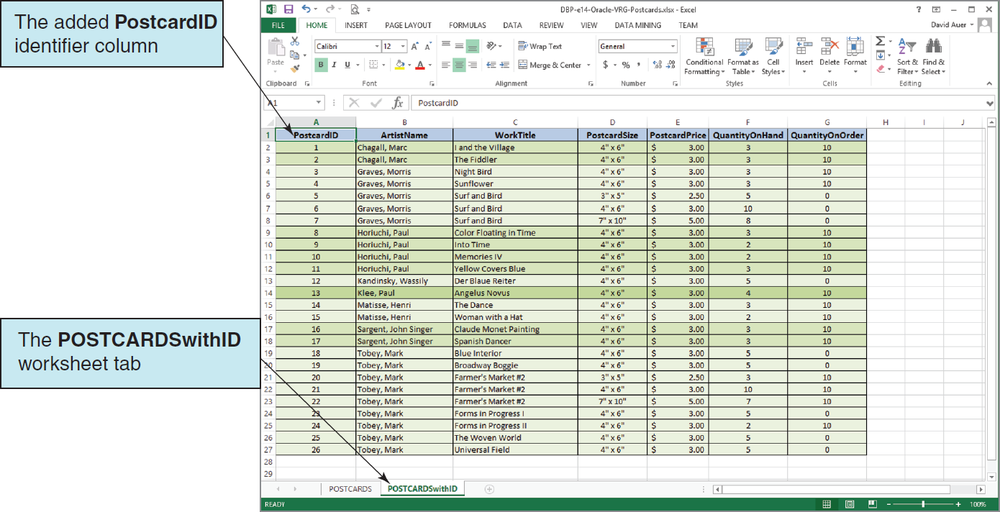 The added PostcardID
identifier column
The POSTCARDSwithID
worksheet tab
DBP-e14-Oracle-VRG-Postcards.xlsx - Excel
?
FILE HOME INSERT PAGE LAYOUT FORMULAS DATA REVIEW VIEW DATA MINING TEAM David Auer
Paste
Clipboard
Calibri 12 A A
B I U A
Font
Wrap Text
Merge & Center
Alignment
General
$ % ,
Number
Conditional Formatting
Format as Table
Cell Styles
Styles
Insert Delete Format
Cells
Sort & Filter
Find & Select
Editing
A1 fx PostcardID
A B C D E F G H I J
1 PostcardID ArtistName WorkTitle PostcardSize PostcardPrice QuantityOnHand QuantityOnOrder
2 1 Chagall, Marc I and the Village 4" x 6" $ 3.00 3 10
3 2 Chagall, Marc The Fiddler 4" x 6" $ 3.00 3 10
4 3 Graves, Morris Night Bird 4" x 6" $ 3.00 3 10
5 4 Graves, Morris Sunflower 4" x 6" $ 3.00 3 10
6 5 Graves, Morris Surf and Bird 3" x 5" $ 2.50 5 0
7 6 Graves, Morris Surf and Bird 4" x 6" $ 3.00 10 0
8 7 Graves, Morris Surf and Bird 7" x 10" $ 5.00 8 0
9 8 Horiuchi, Paul Color Floating in Time 4" x 6" $ 3.00 3 10
10 9 Horiuchi, Paul Into Time 4" x 6" $ 3.00 2 10
11 10 Horiuchi, Paul Memories IV 4" x 6" $ 3.00 2 10
12 11 Horiuchi, Paul Yellow Covers Blue 4" x 6" $ 3.00 3 10
13 12 Kandinsky, Wassily Der Blaue Reiter 4" x 6" $ 3.00 5 0
14 13 Klee, Paul Angelus Novus 4" x 6" $ 3.00 4 10
15 14 Matisse, Henri The Dance 4" x 6" $ 3.00 3 10
16 15 Matisse, Henri Woman with a Hat 4" x 6" $ 3.00 2 10
17 16 Sargent, John Singer Claude Monet Painting 4" x 6" $ 3.00 3 10
18 17 Sargent, John Singer Spanish Dancer 4" x 6" $ 3.00 3 10
19 18 Tobey, Mark Blue Interior 4" x 6" $ 3.00 5 0
20 19 Tobey, Mark Broadway Boggie 4" x 6" $ 3.00 5 0
21 20 Tobey, Mark Farmer's Market #2 3" x 5" $ 2.50 3 10
22 21 Tobey, Mark Farmer's Market #2 4" x 6" $ 3.00 10 10
23 22 Tobey, Mark Farmer's Market #2 7" x 10" $ 5.00 7 10
24 23 Tobey, Mark Forms in Progress I 4" x 6" $ 3.00 5 0
25 24 Tobey, Mark Forms in Progress II 4" x 6" $ 3.00 2 10
26 25 Tobey, Mark The Woven World 4" x 6" $ 3.00 5 0
27 26 Tobey, Mark Universal Field 4" x 6" $ 3.00 5 0
28
29
POSTCARDS POSTCARDSwithID
READY 100%